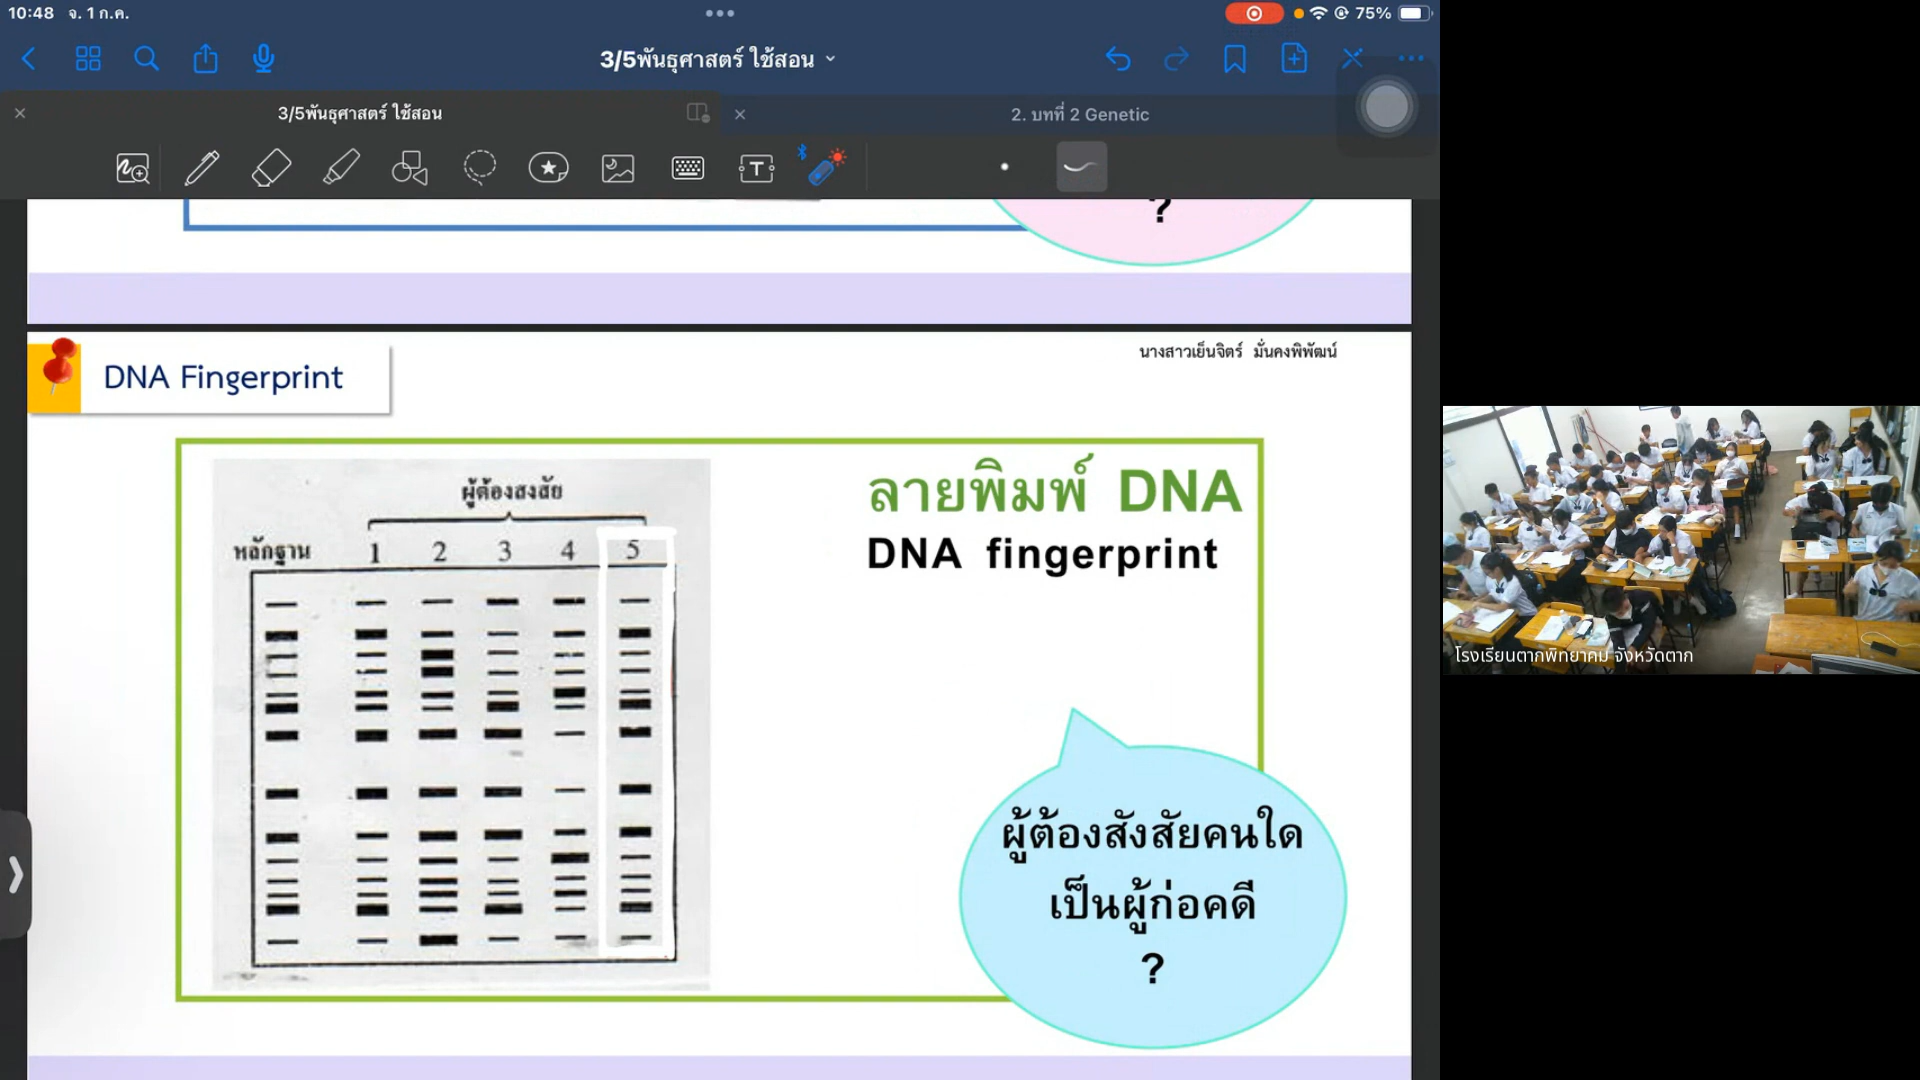 10:48 จ. 1 ก.ค.
75%
3/5พันธุศาสตร์ ใช้สอน
3/5พันธุศาสตร์ ใช้สอน
2. บทที่ 2 Genetic
?
DNA Fingerprint
นางสาวเย็นจิตร์ มั่นคงพิพัฒน์
ผู้ต้องสงสัย
หลักฐาน 1 2 3 4 5
ลายพิมพ์ DNA
DNA fingerprint
ผู้ต้องสังสัยคนใด
เป็นผู้ก่อคดี
?
โรงเรียนตากพิทยาคม จังหวัดตาก